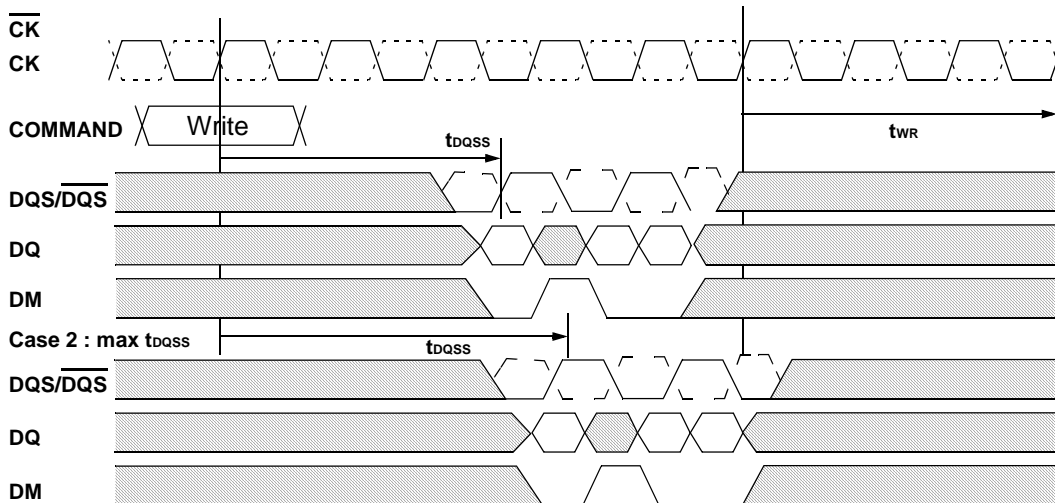 CK
CK
COMMAND Write
tDQSS tWR
DQS/DQS
DQ
DM
Case 2 : max tDQSS tDQSS
DQS/DQS
DQ
DM